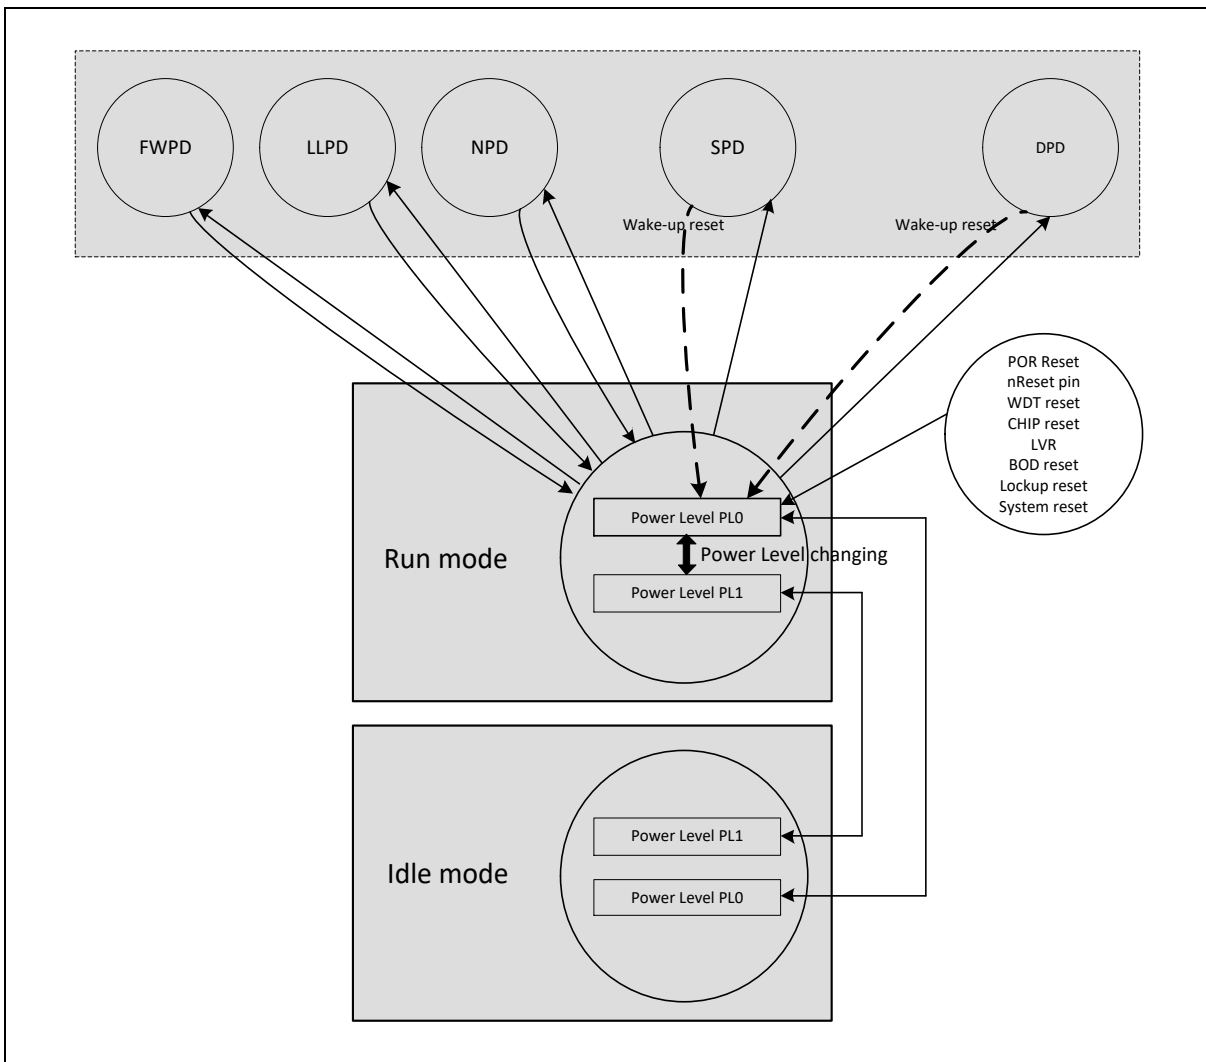 FWPD
LLPD
NPD
SPD
DPD
Wake-up reset
Wake-up reset
POR Reset
nReset pin
WDT reset
CHIP reset
LVR
BOD reset
Lockup reset
System reset
Run mode
Power Level PL0
Power Level changing
Power Level PL1
Idle mode
Power Level PL1
Power Level PL0